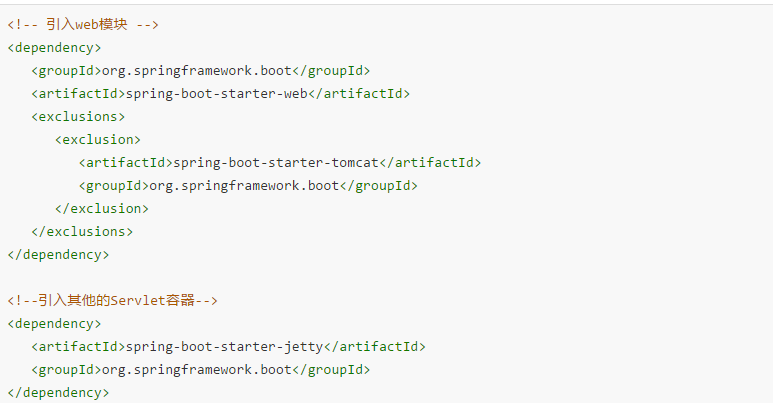 <!-- 引入web模块 -->
<dependency>
   <groupId>org.springframework.boot</groupId>
   <artifactId>spring-boot-starter-web</artifactId>
   <exclusions>
      <exclusion>
         <artifactId>spring-boot-starter-tomcat</artifactId>
         <groupId>org.springframework.boot</groupId>
      </exclusion>
   </exclusions>
</dependency>

<!--引入其他的Servlet容器-->
<dependency>
   <artifactId>spring-boot-starter-jetty</artifactId>
   <groupId>org.springframework.boot</groupId>
</dependency>